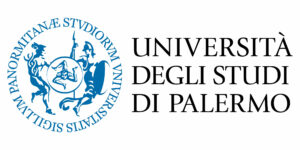 SIGILLVM PANORMITANÆ STVDIORVM VNIVERSITATIS
UNIVERSITÀ
DEGLI STUDI
DI PALERMO